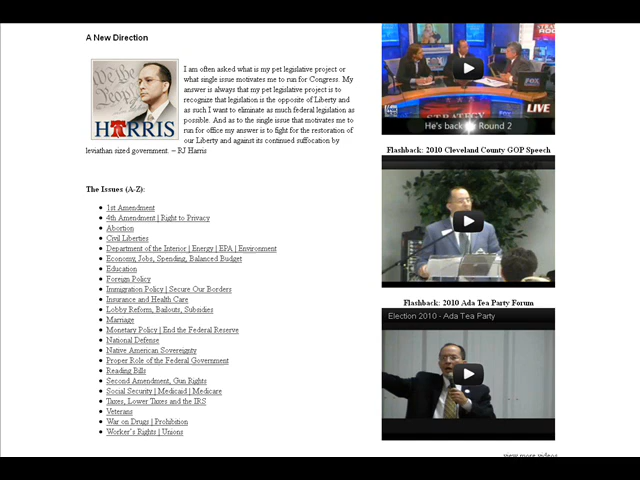 A New Direction
We the
People
HARRIS
I am often asked what is my pet legislative project or
what single issue motivates me to run for Congress. My
answer is always that my pet legislative project is to
recognize that legislation is the opposite of Liberty and
as such I want to eliminate as much federal legislation as
possible. And as to the single issue that motivates me to
run for office my answer is to fight for the restoration of
our Liberty and against its continued suffocation by
leviathan sized government. – RJ Harris
The Issues (A-Z):
1st Amendment
4th Amendment | Right to Privacy
Abortion
Civil Liberties
Department of the Interior | Energy | EPA | Environment
Economy, Jobs, Spending, Balanced Budget
Education
Foreign Policy
Immigration Policy | Secure Our Borders
Insurance and Health Care
Lobby Reform, Bailouts, Subsidies
Marriage
Monetary Policy | End the Federal Reserve
National Defense
Native American Sovereignty
Proper Role of the Federal Government
Reading Bills
Second Amendment, Gun Rights
Social Security | Medicaid | Medicare
Taxes, Lower Taxes and the IRS
Veterans
War on Drugs | Prohibition
Worker's Rights | Unions
FOX
LIVE
STRATEGY
He's back Round 2
Flashback: 2010 Cleveland County GOP Speech
Flashback: 2010 Ada Tea Party Forum
Election 2010 - Ada Tea Party
view more videos